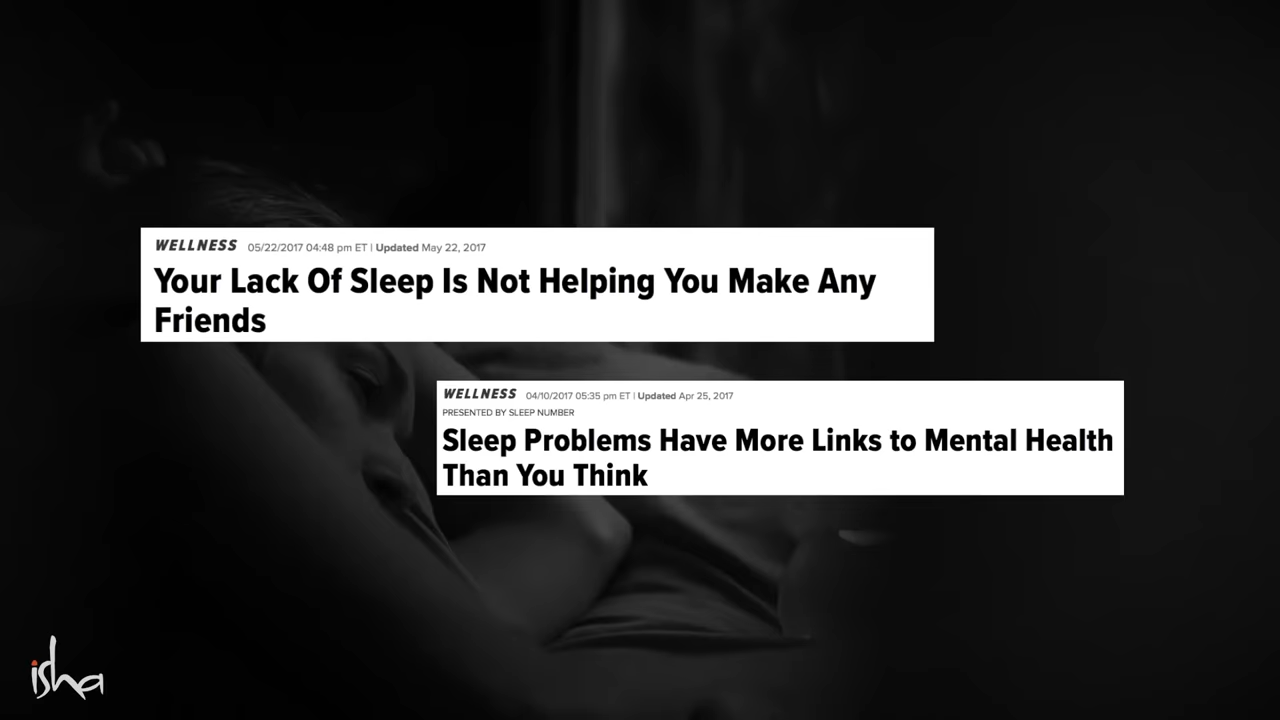 WELLNESS 05/22/2017 04:48 pm ET | Updated May 22, 2017
Your Lack Of Sleep Is Not Helping You Make Any
Friends
WELLNESS 04/10/2017 05:35 pm ET | Updated Apr 25, 2017
PRESENTED BY SLEEP NUMBER
Sleep Problems Have More Links to Mental Health
Than You Think
isha